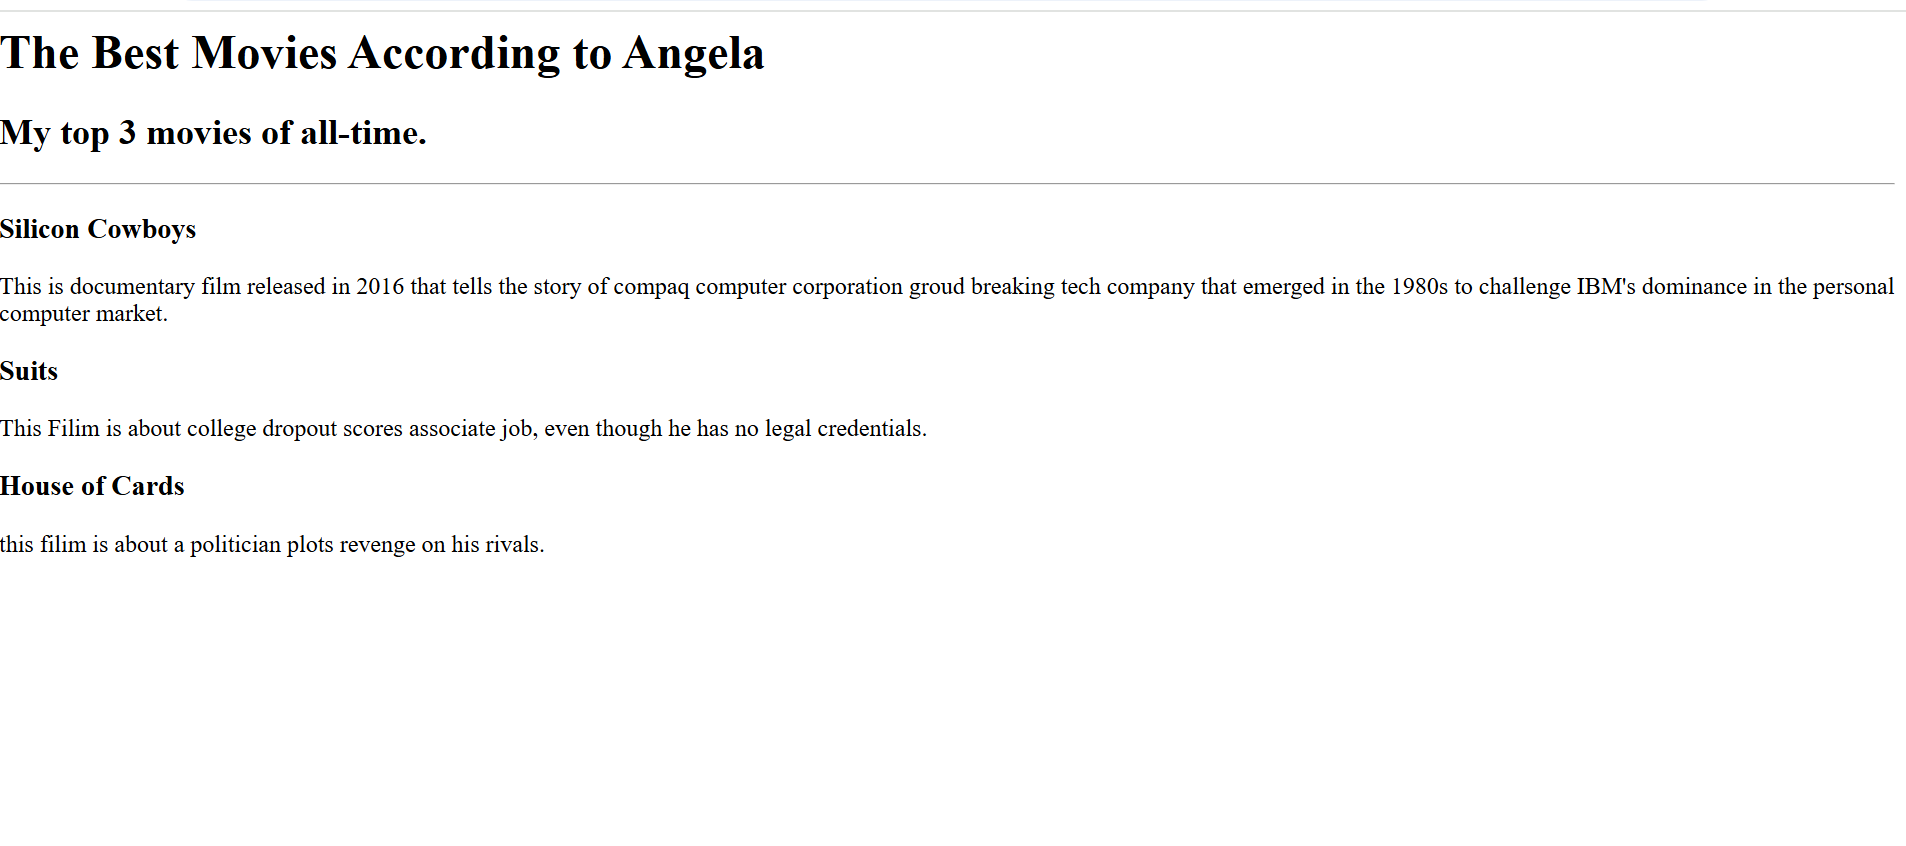 The Best Movies According to Angela
My top 3 movies of all-time.
Silicon Cowboys
This is documentary film released in 2016 that tells the story of compaq computer corporation groud breaking tech company that emerged in the 1980s to challenge IBM's dominance in the personal
computer market.
Suits
This Filim is about college dropout scores associate job, even though he has no legal credentials.
House of Cards
this filim is about a politician plots revenge on his rivals.